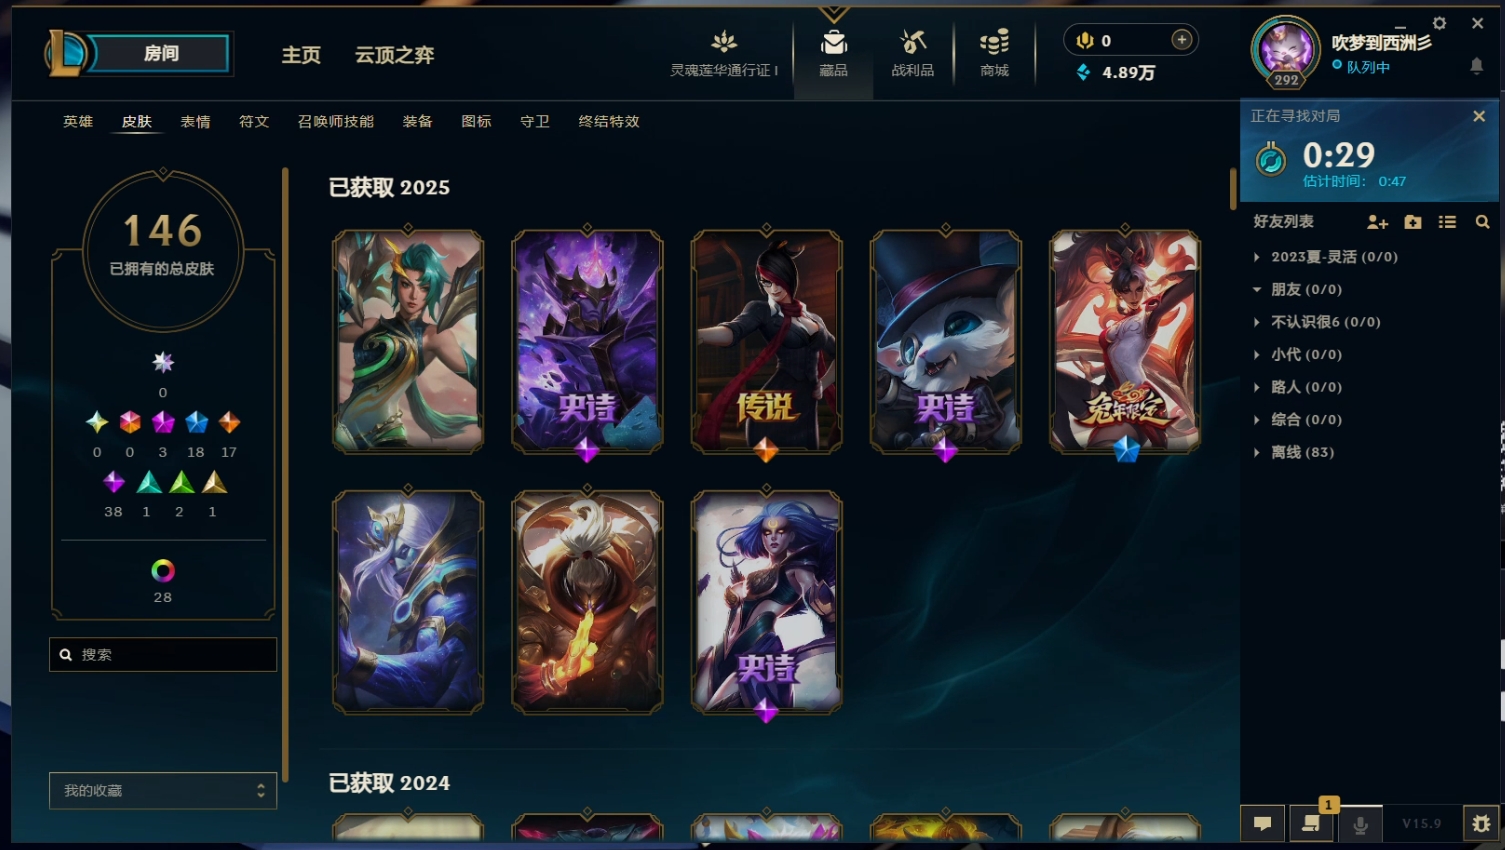 房间
主页
云顶之弈
灵魂莲华通行证 I
藏品
战利品
商城
0
4.89万
292
吹梦到西洲彡
队列中
英雄
皮肤
表情
符文
召唤师技能
装备
图标
守卫
终结特效
正在寻找对局
0:29
估计时间： 0:47
146
已拥有的总皮肤
0
0 0 3 18 17
38 1 2 1
28
搜索
我的收藏
已获取 2025
史诗
传说
史诗
兔年限定
史诗
已获取 2024
好友列表
2023夏-灵活 (0/0)
朋友 (0/0)
不认识很6 (0/0)
小代 (0/0)
路人 (0/0)
综合 (0/0)
离线 (83)
1
V15.9